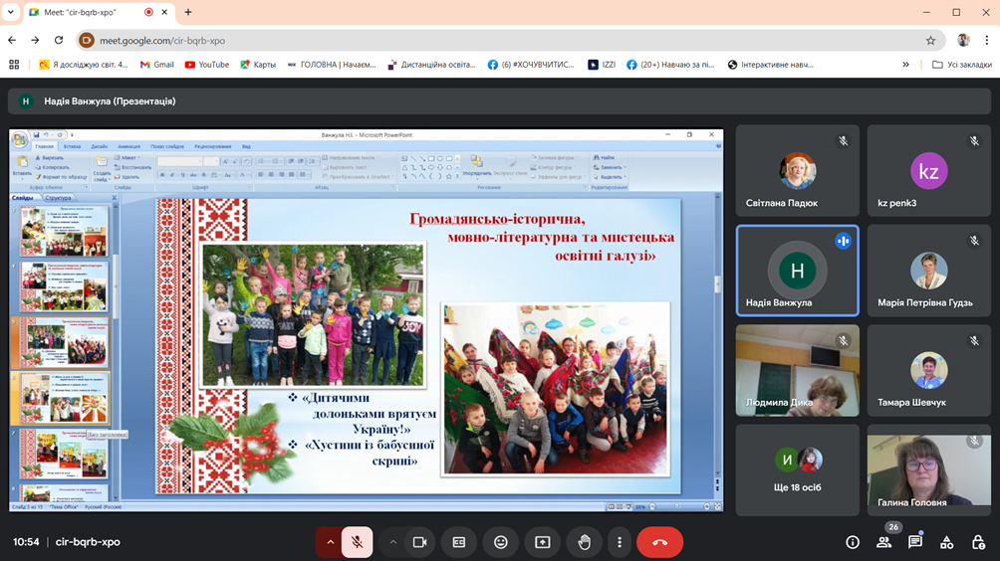 Meet: "cir-bqrb-xpo"
meet.google.com/cir-bqrb-xpo
Я досліджую світ. 4...
Gmail
YouTube
Карты
ГОЛОВНА | Начаєм...
Дистанційна освіта...
(6) #ХОЧУВЧИТИС...
IZZI
(20+) Навчаю за пі...
Інтерактивне навч...
»
Усі закладки
Н
Надія Ванжула (Презентація)
Ванжула Н.І. - Microsoft PowerPoint
Главная
Вставка
Дизайн
Анимация
Показ слайдов
Рецензирование
Вид
Вставить
Вырезать
Копировать
Формат по образцу
Буфер обмена
Создать слайд
Макет
Восстановить
Удалить
Слайды
Шрифт
Абзац
Направление текста
Выровнять текст
Преобразовать в SmartArt
Упорядочить
Экспресс-стили
Заливка фигуры
Контур фигуры
Эффекты для фигур
Рисование
Найти
Заменить
Выделить
Редактирование
Слайды
Структура
(Без заголовка)
Громадянсько-історична,
мовно-літературна та мистецька
освітні галузі»
«Дитячими
долоньками врятуєм
Україну!»
«Хустини із бабусиної
скрині»
Слайд 5 из 15
"Тема Office"
Русский (Россия)
Світлана Падюк
kz
kz penk3
Н
Надія Ванжула
Марія Петрівна Гудзь
Людмила Дика
Тамара Шевчук
И
Ще 18 осіб
Галина Головня
10:54
cir-bqrb-xpo
26